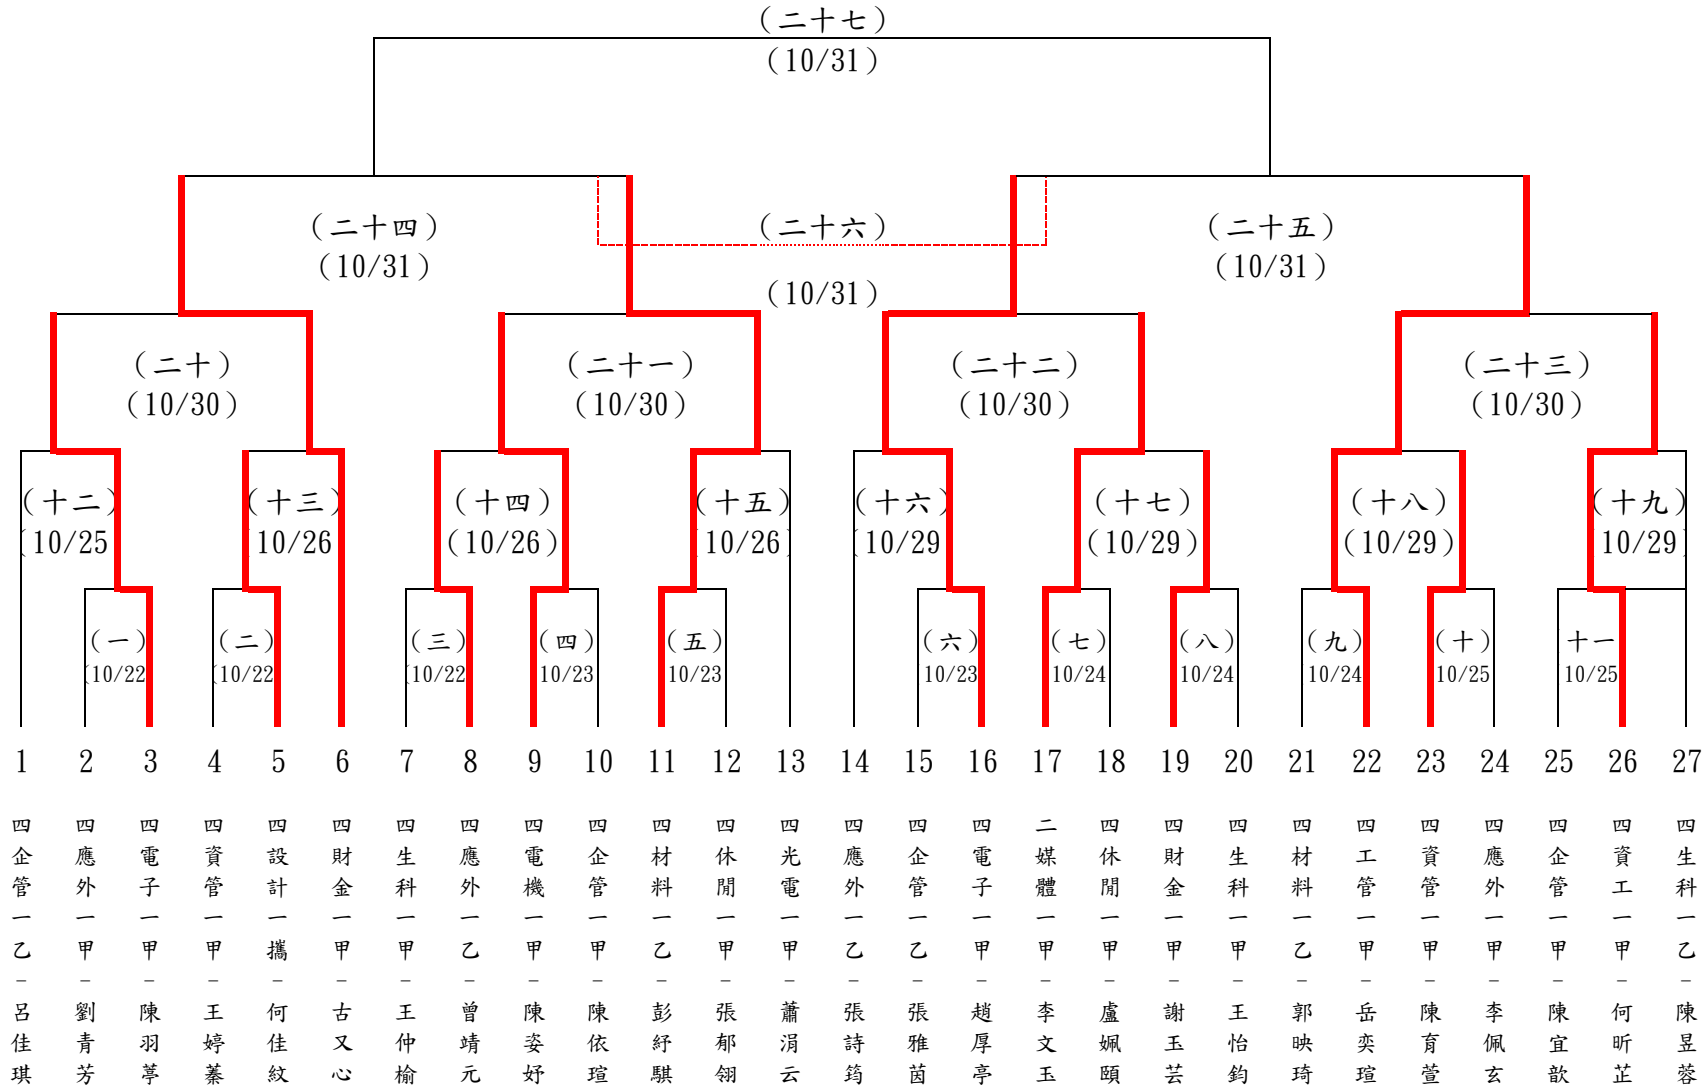 (二十七)
(10/31)
(二十四) (二十六) (二十五)
(10/31) (10/31) (10/31)
(二十) (二十一) (二十二) (二十三)
(10/30) (10/30) (10/30) (10/30)
(十二) (十三) (十四) (十五) (十六) (十七) (十八) (十九)
(10/25 10/26 (10/26) (10/26) (10/29 (10/29) (10/29) 10/29)
(一) (二) (三) (四) (五) (六) (七) (八) (九) (十) 十一
(10/22 (10/22 (10/22 10/23 10/23 10/23 10/24 10/24 10/24 10/25 10/25
1 2 3 4 5 6 7 8 9 10 11 12 13 14 15 16 17 18 19 20 21 22 23 24 25 26 27
四企管一乙-呂佳琪
四應外一甲-劉青芳
四電子一甲-陳羽葶
四資管一甲-王婷蓁
四設計一攜-何佳紋
四財金一甲-古又心
四生科一甲-王仲榆
四應外一乙-曾靖元
四電機一甲-陳姿妤
四企管一甲-陳依瑄
四材料一乙-彭紓騏
四休閒一甲-張郁翎
四光電一甲-蕭涓云
四應外一乙-張詩筠
四企管一乙-張雅茵
四電子一甲-趙厚亭
二媒體一甲-李文玉
四休閒一甲-盧姵頤
四財金一甲-謝玉芸
四生科一甲-王怡鈞
四材料一乙-郭映琦
四工管一甲-岳奕瑄
四資管一甲-陳育萱
四應外一甲-李佩玄
四企管一甲-陳宜歆
四資工一甲-何昕芷
四生科一乙-陳昱蓉